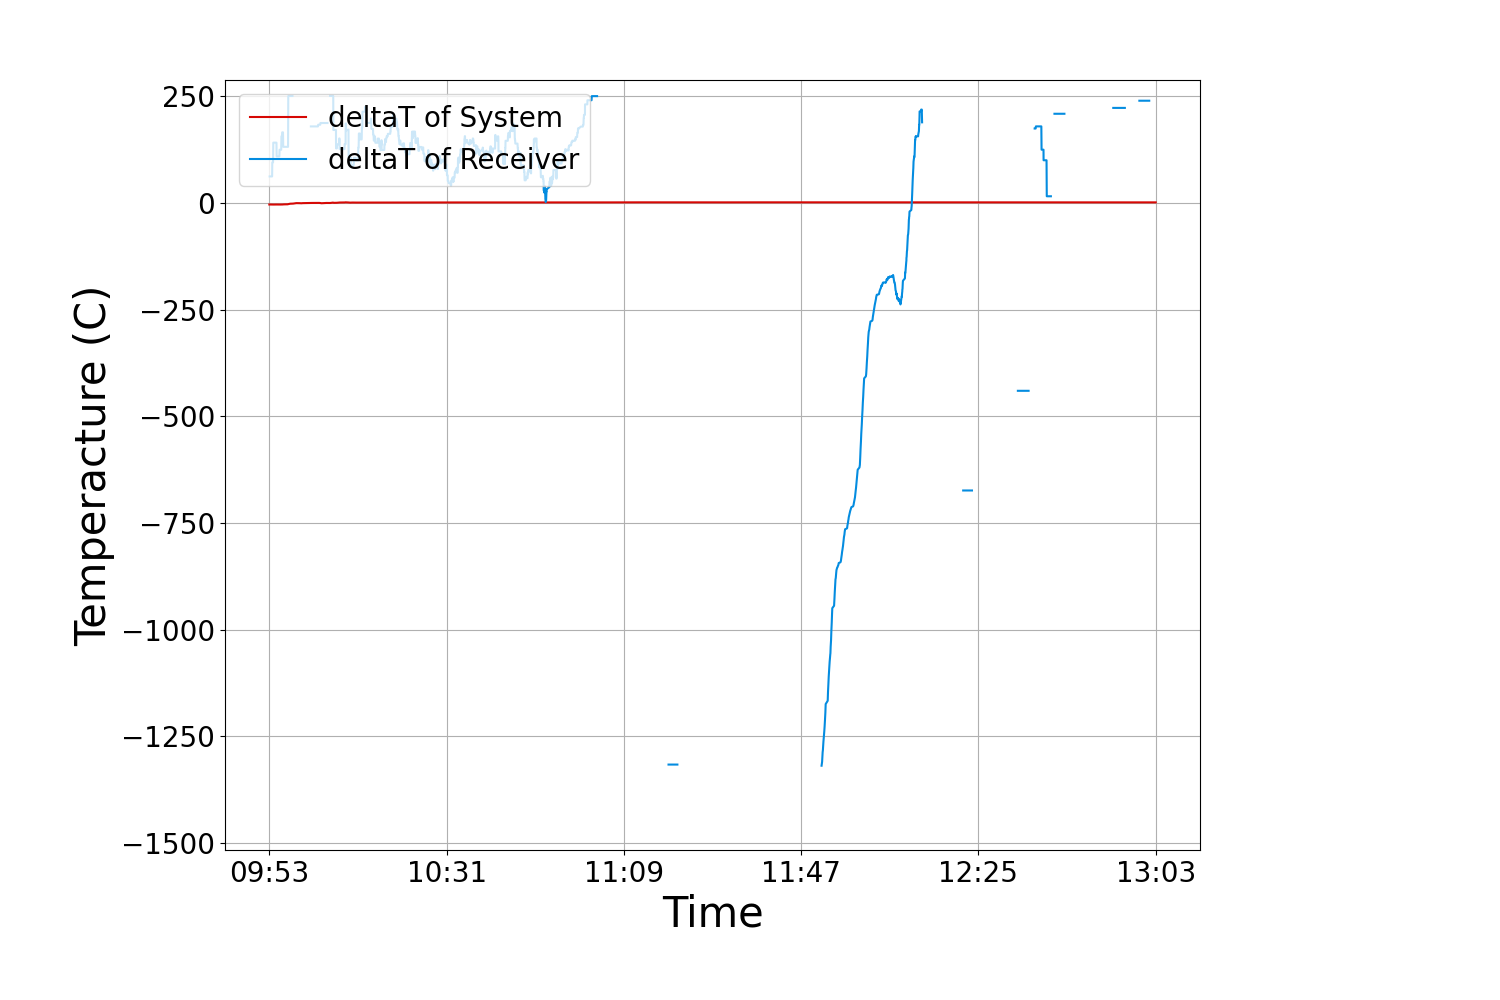 250
0
−250
−500
−750
−1000
−1250
−1500
Temperacture (C)
deltaT of System
deltaT of Receiver
09:53 10:31 11:09 11:47 12:25 13:03
Time